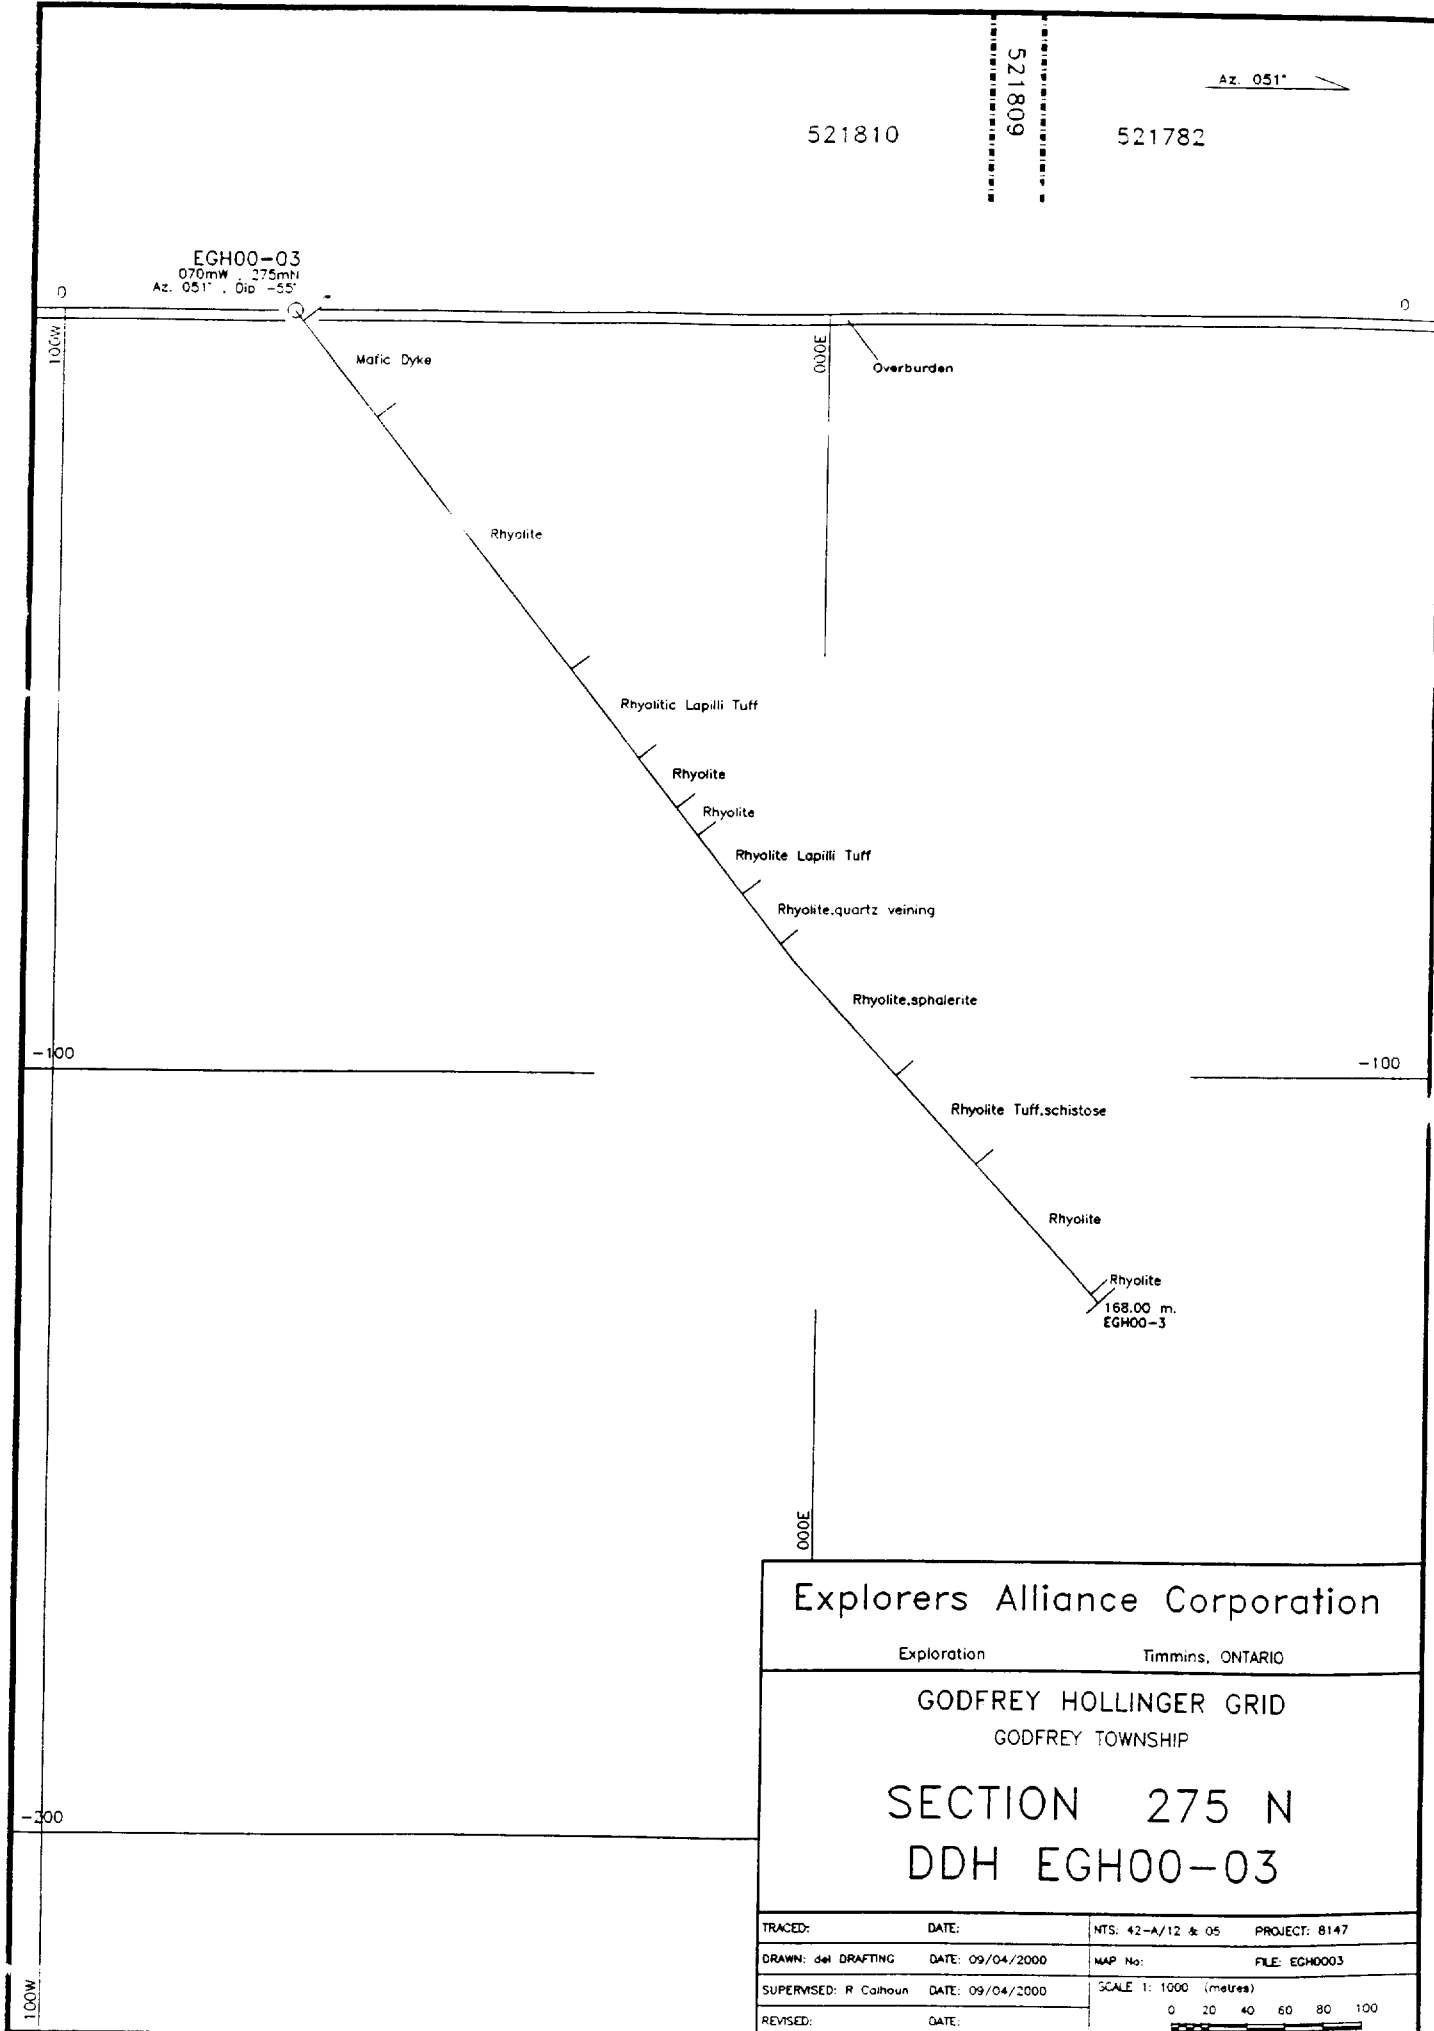 521810
521809
521782
Az. 051°
EGH00-03
070mW , 275mN
Az. 051° , Dip -55°
0
0
100W
000E
Overburden
Mafic Dyke
Rhyolite
Rhyolitic Lapilli Tuff
Rhyolite
Rhyolite
Rhyolite Lapilli Tuff
Rhyolite,quartz veining
Rhyolite,sphalerite
-100
-100
Rhyolite Tuff,schistose
Rhyolite
Rhyolite
168.00 m.
EGH00-3
000E
-200
100W
Explorers Alliance Corporation
Exploration Timmins, ONTARIO
GODFREY HOLLINGER GRID
GODFREY TOWNSHIP
SECTION 275 N
DDH EGH00-03
TRACED: DATE: NTS: 42-A/12 & 05 PROJECT: 8147
DRAWN: del DRAFTING DATE: 09/04/2000 MAP No: FILE: EGH0003
SUPERVISED: R Calhoun DATE: 09/04/2000 SCALE 1: 1000 (metres)
0 20 40 60 80 100
REVISED: DATE: